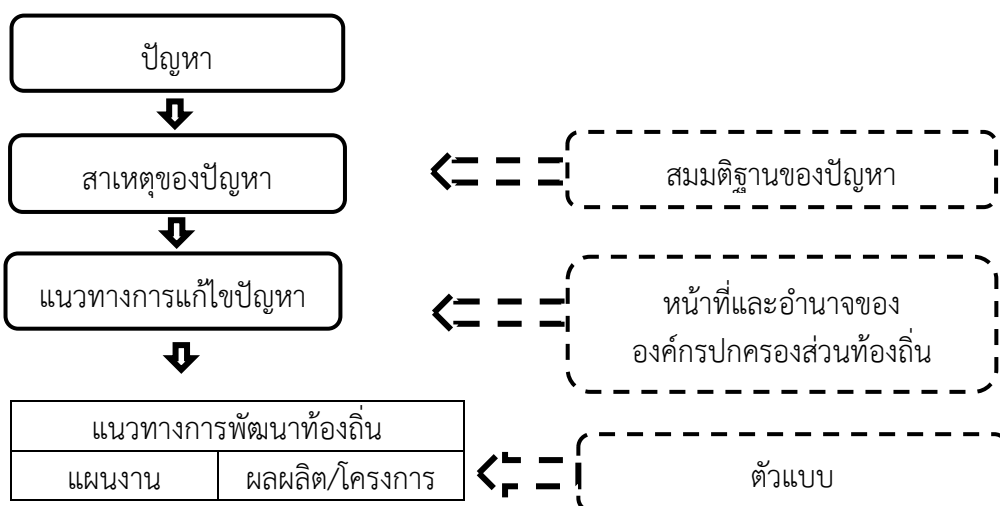 ปัญหา
สาเหตุของปัญหา
สมมติฐานของปัญหา
แนวทางการแก้ไขปัญหา
หน้าที่และอำนาจของ
องค์กรปกครองส่วนท้องถิ่น
แนวทางการพัฒนาท้องถิ่น
แผนงาน
ผลผลิต/โครงการ
ตัวแบบ